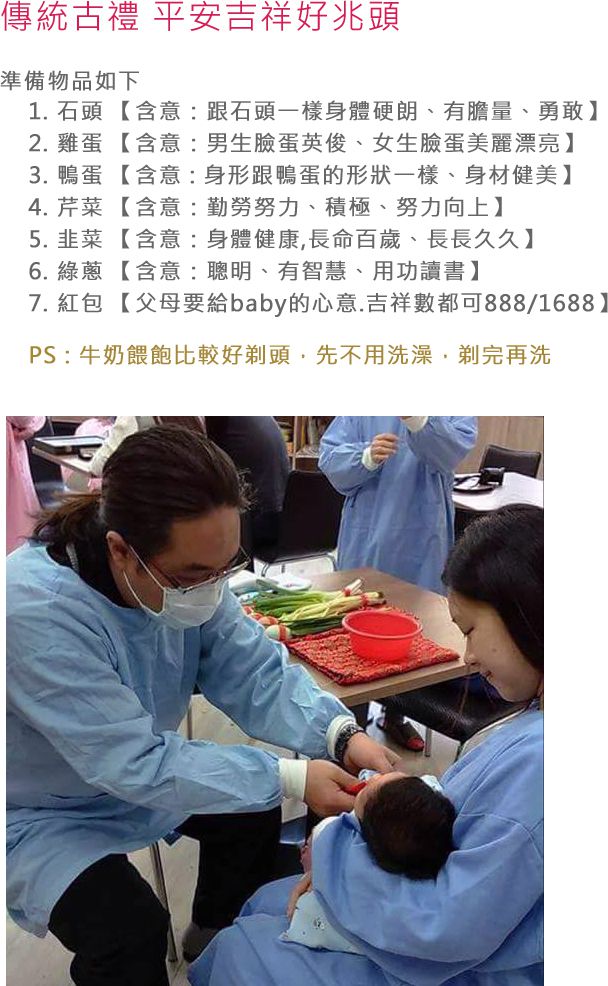 傳統古禮 平安吉祥好兆頭
準備物品如下
1. 石頭 【含意：跟石頭一樣身體硬朗、有膽量、勇敢】
2. 雞蛋 【含意：男生臉蛋英俊、女生臉蛋美麗漂亮】
3. 鴨蛋 【含意：身形跟鴨蛋的形狀一樣、身材健美】
4. 芹菜 【含意：勤勞努力、積極、努力向上】
5. 韭菜 【含意：身體健康,長命百歲、長長久久】
6. 綠蔥 【含意：聰明、有智慧、用功讀書】
7. 紅包 【父母要給baby的心意.吉祥數都可888/1688】
PS：牛奶餵飽比較好剃頭，先不用洗澡，剃完再洗